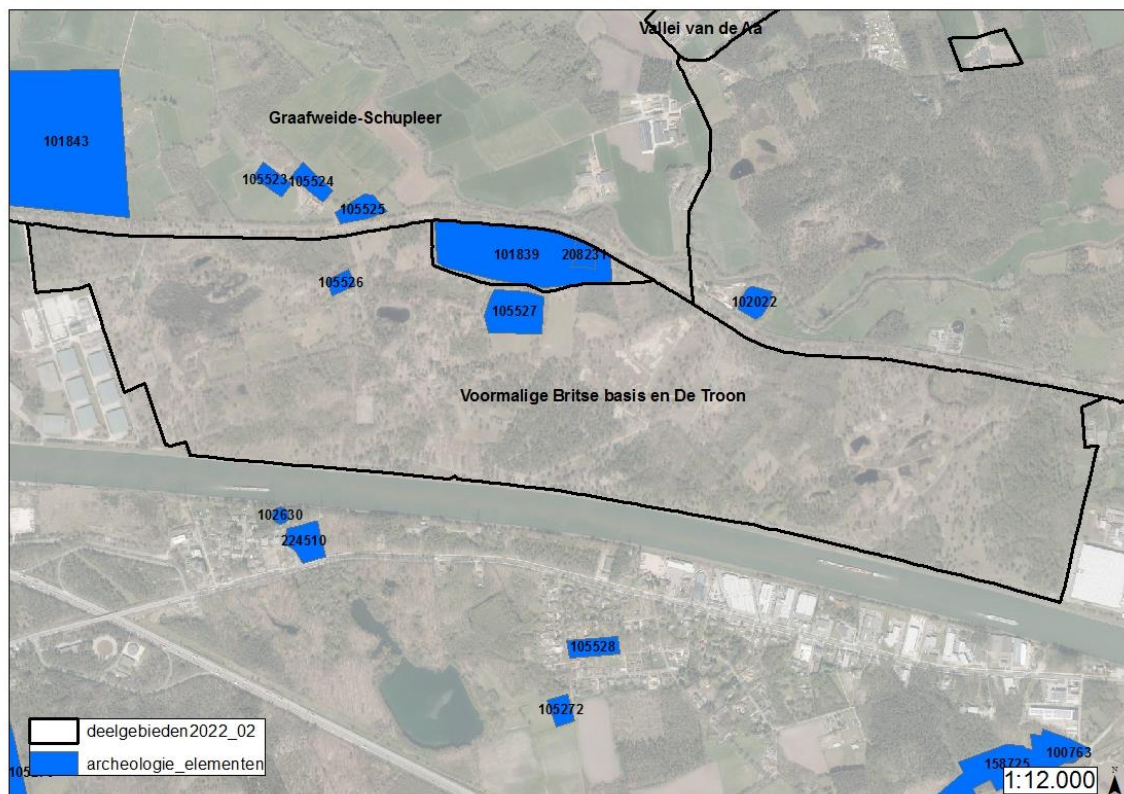 Vallei van de Aa
Graafweide-Schupleer
101843
105523
105524
105525
101839
208231
105526
105527
102022
Voormalige Britse basis en De Troon
102630
224510
105528
105272
deelgebieden2022_02
archeologie_elementen
158725
100763
1:12.000
N